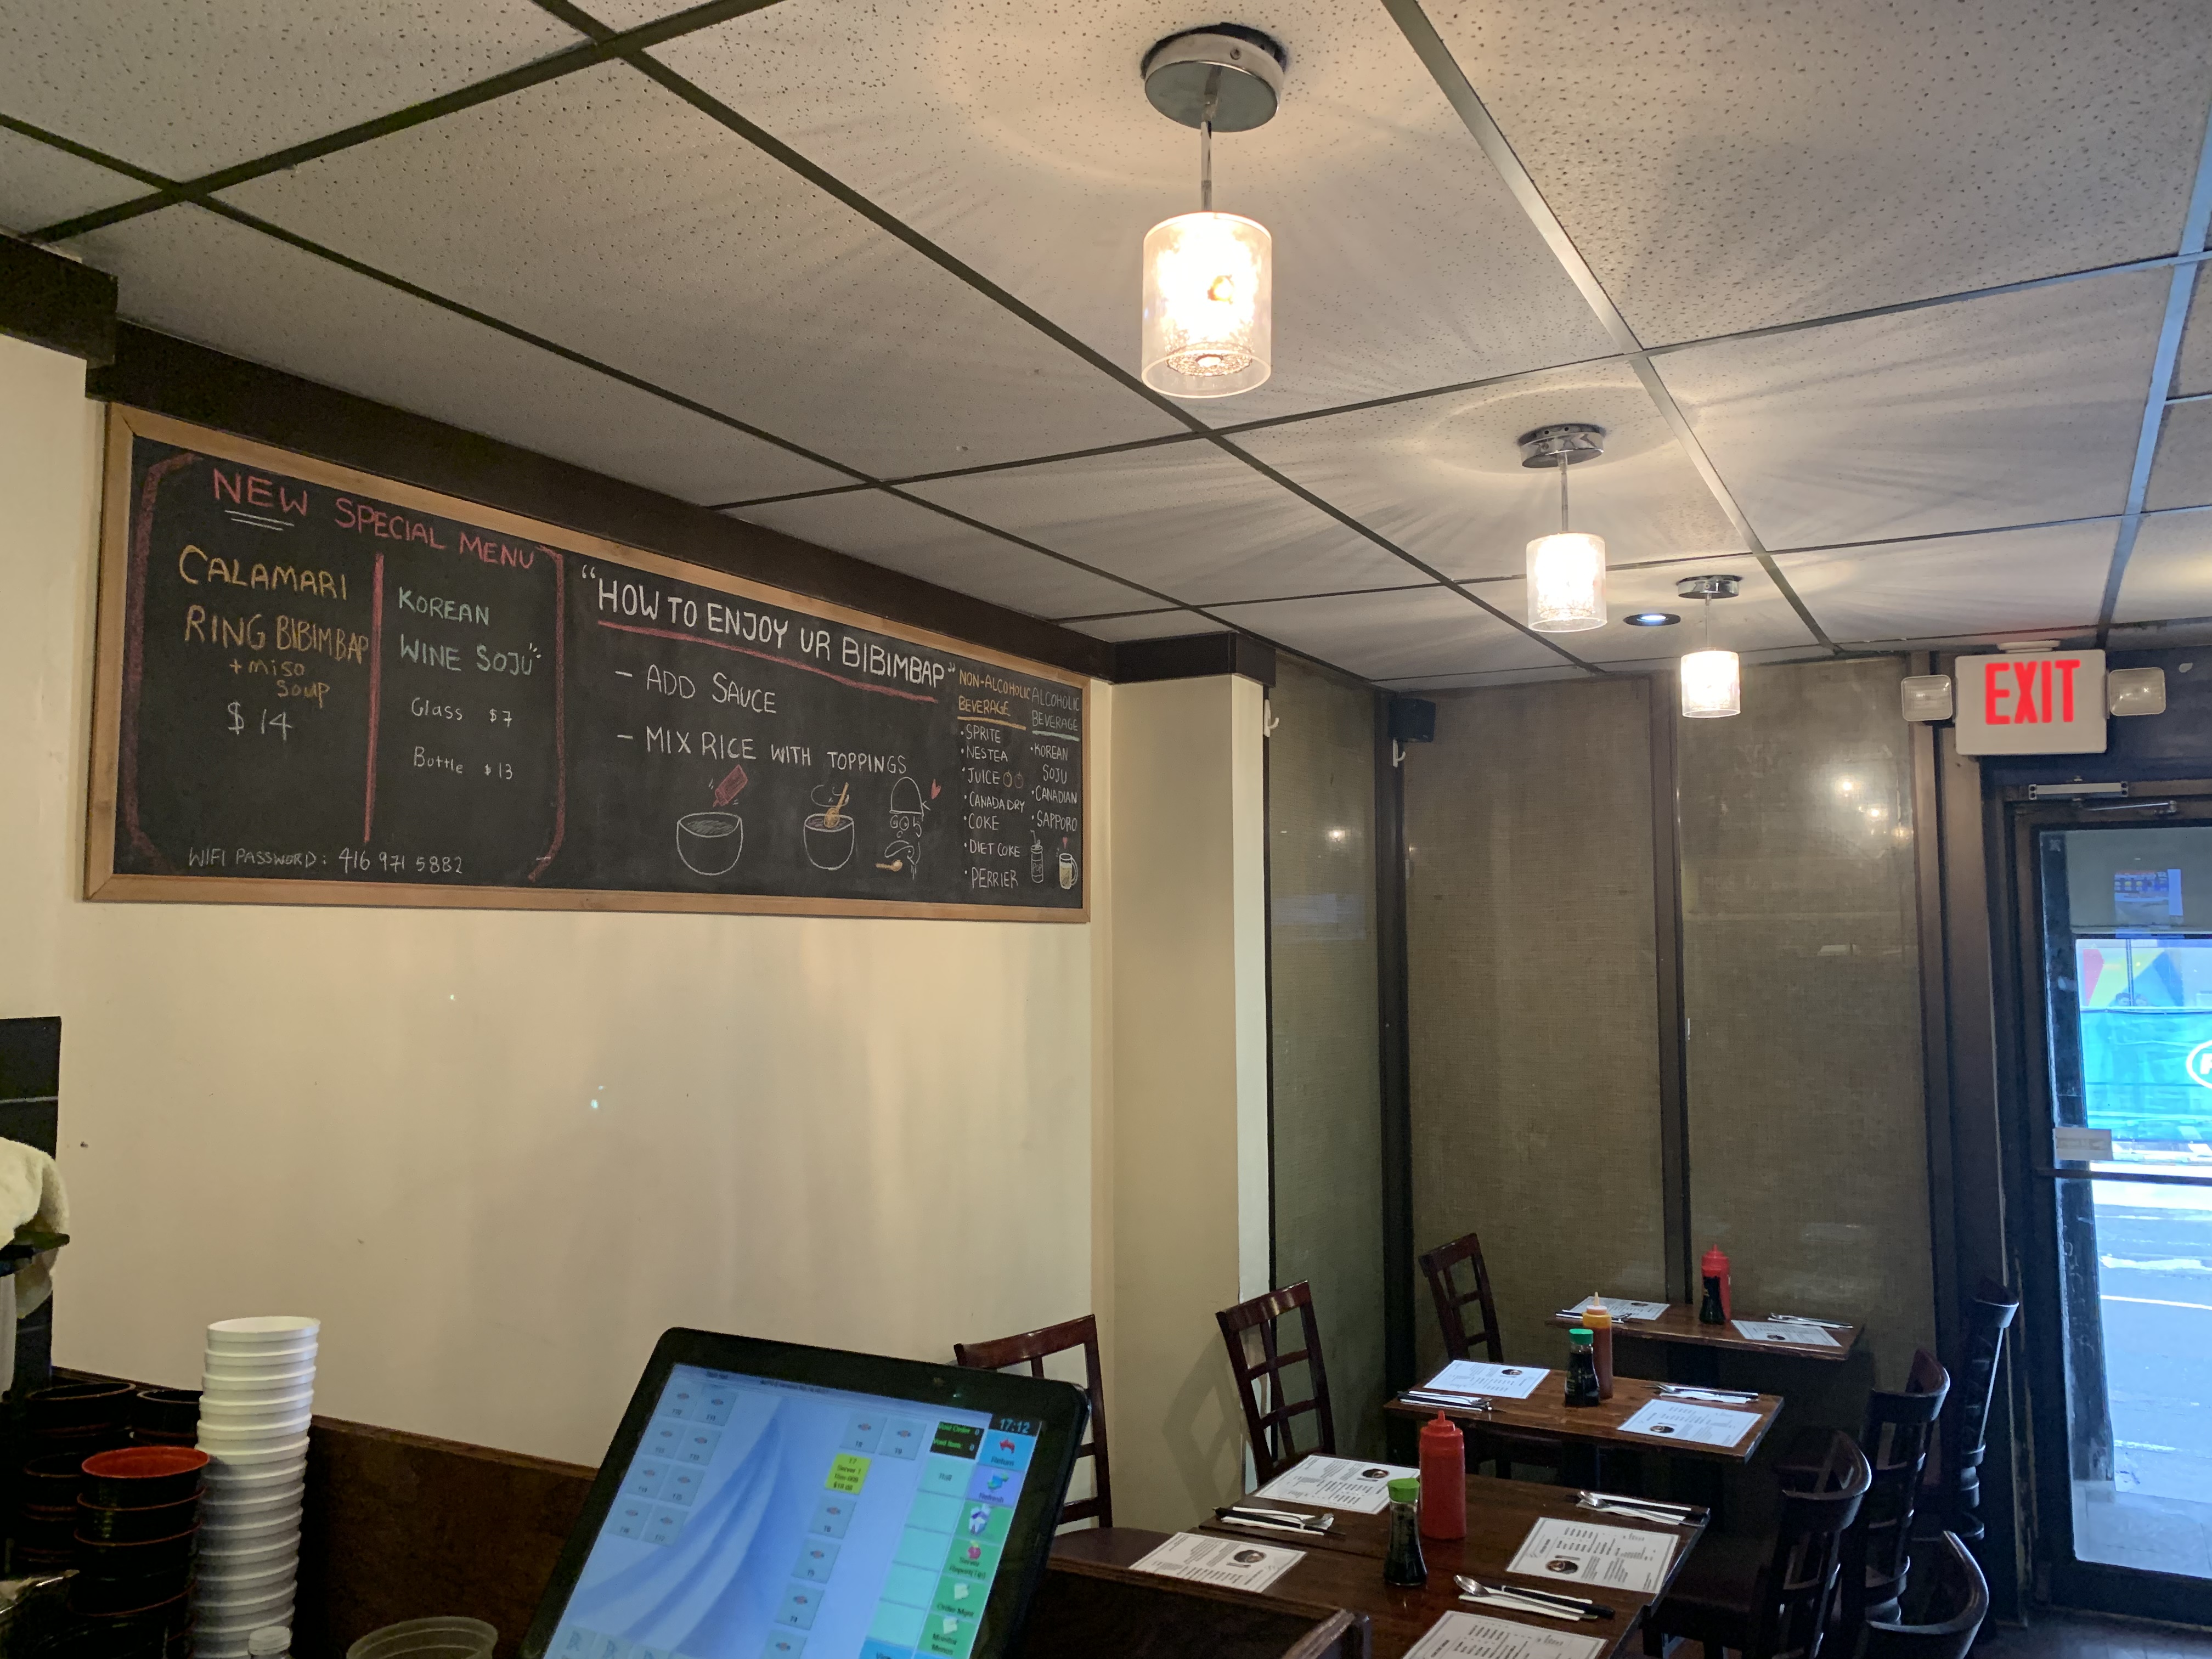 NEW SPECIAL MENU
CALAMARI
RING BIBIMBAP
+ miso
soup
$14
KOREAN
WINE SOJU
Glass $7
Bottle $13
WIFI PASSWORD: 416 971 5882
"HOW TO ENJOY UR BIBIMBAP"
- ADD SAUCE
- MIX RICE WITH TOPPINGS
NON-ALCOHOLIC
BEVERAGE
• SPRITE
• NESTEA
• JUICE
• CANADA DRY
• COKE
• DIET COKE
• PERRIER
ALCOHOLIC
BEVERAGE
• KOREAN
SOJU
• CANADIAN
• SAPPORO
EXIT
17:12